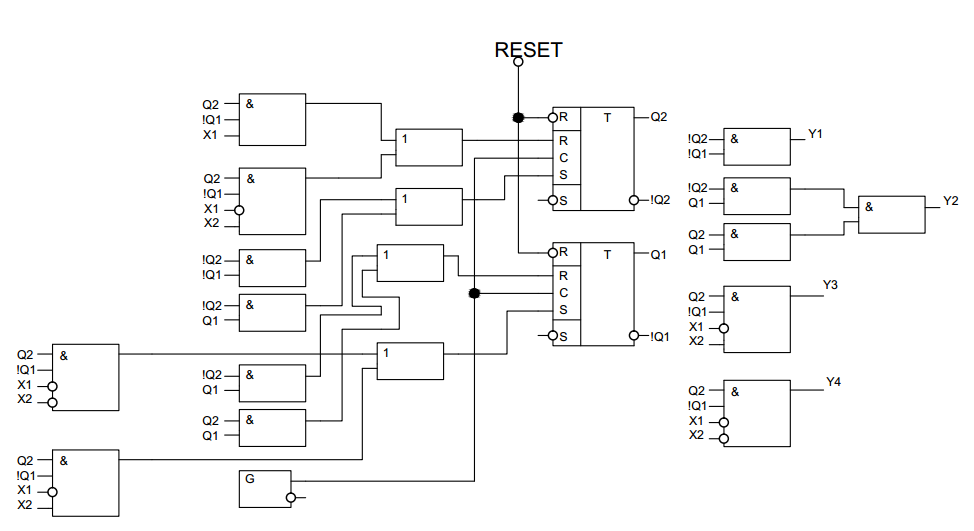 RESET
Q2 &
!Q1
X1
1
R T Q2
R
C
S
S !Q2
Q2 &
!Q1
X1
X2
1
!Q2 &
!Q1
!Q2 &
Q1
1
R T Q1
R
C
S
S !Q1
1
Q2 &
!Q1
X1
X2
!Q2 &
Q1
Q2 &
Q1
Q2 &
!Q1
X1
X2
G
!Q2 & Y1
!Q1
!Q2 &
Q1
& Y2
Q2 &
Q1
Q2 & Y3
!Q1
X1
X2
Q2 & Y4
!Q1
X1
X2